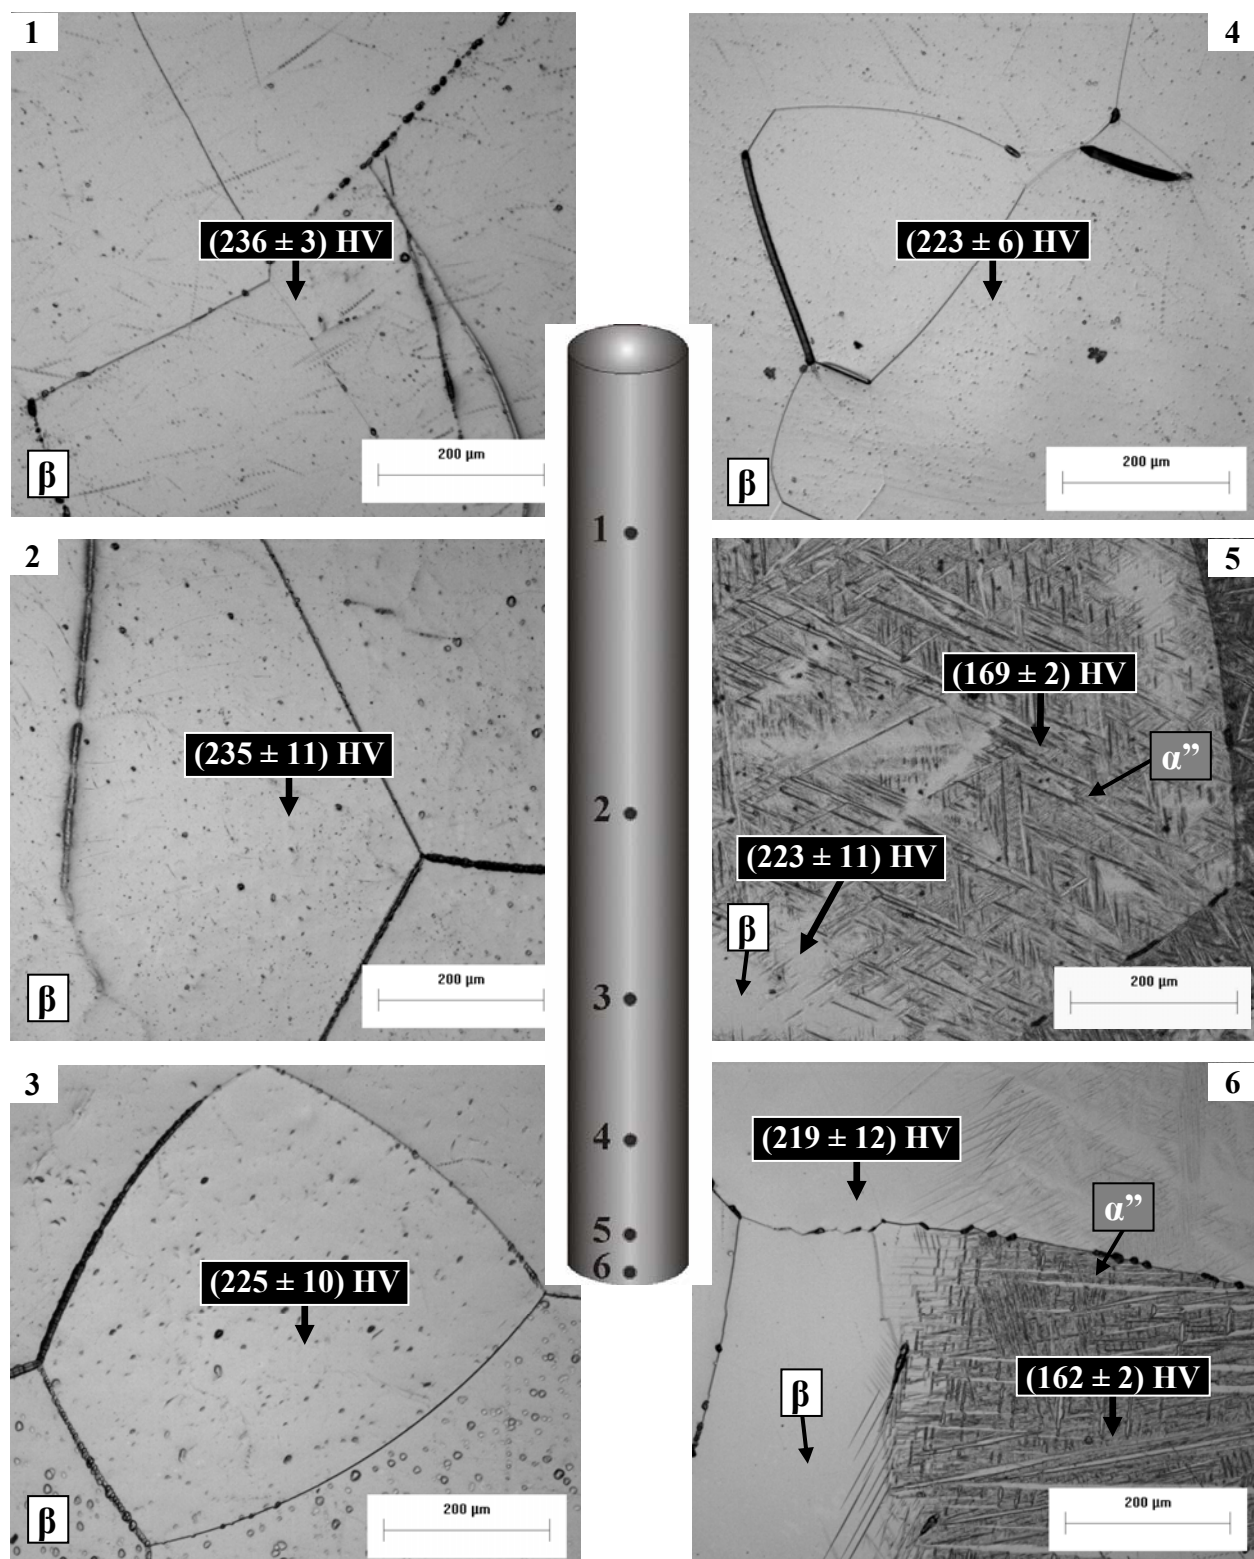 1
(236 ± 3) HV
β
200 µm
2
(235 ± 11) HV
β
200 µm
3
(225 ± 10) HV
β
200 µm
1
2
3
4
5
6
4
(223 ± 6) HV
β
200 µm
5
(169 ± 2) HV
α”
(223 ± 11) HV
β
200 µm
6
(219 ± 12) HV
α”
(162 ± 2) HV
β
200 µm